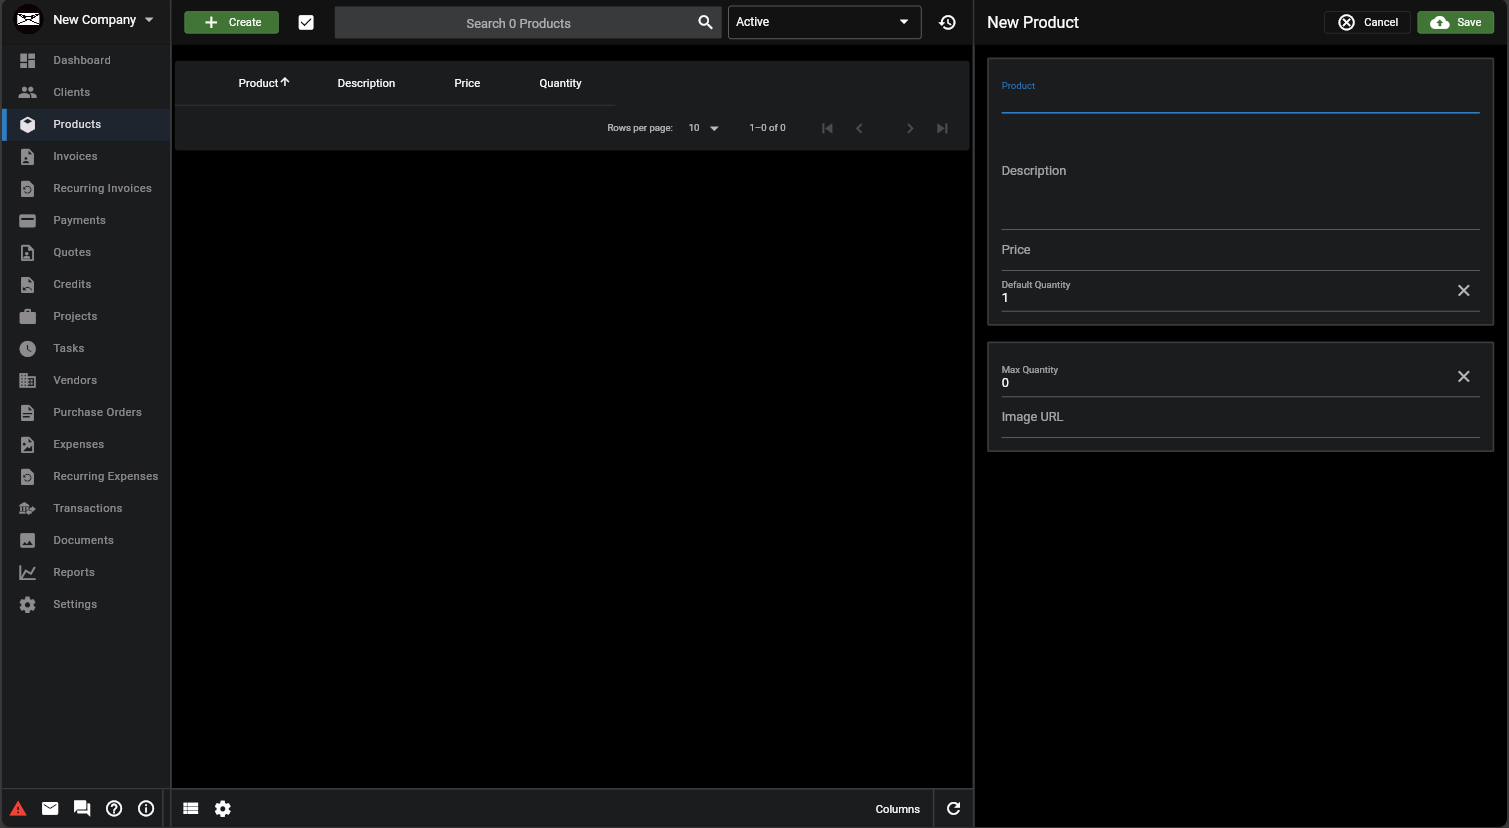 New Company
Dashboard
Clients
Products
Invoices
Recurring Invoices
Payments
Quotes
Credits
Projects
Tasks
Vendors
Purchase Orders
Expenses
Recurring Expenses
Transactions
Documents
Reports
Settings
Create
Search 0 Products
Active
Product Description Price Quantity
Rows per page: 10 1–0 of 0
Columns
New Product
Cancel
Save
Product
Description
Price
Default Quantity
1
Max Quantity
0
Image URL